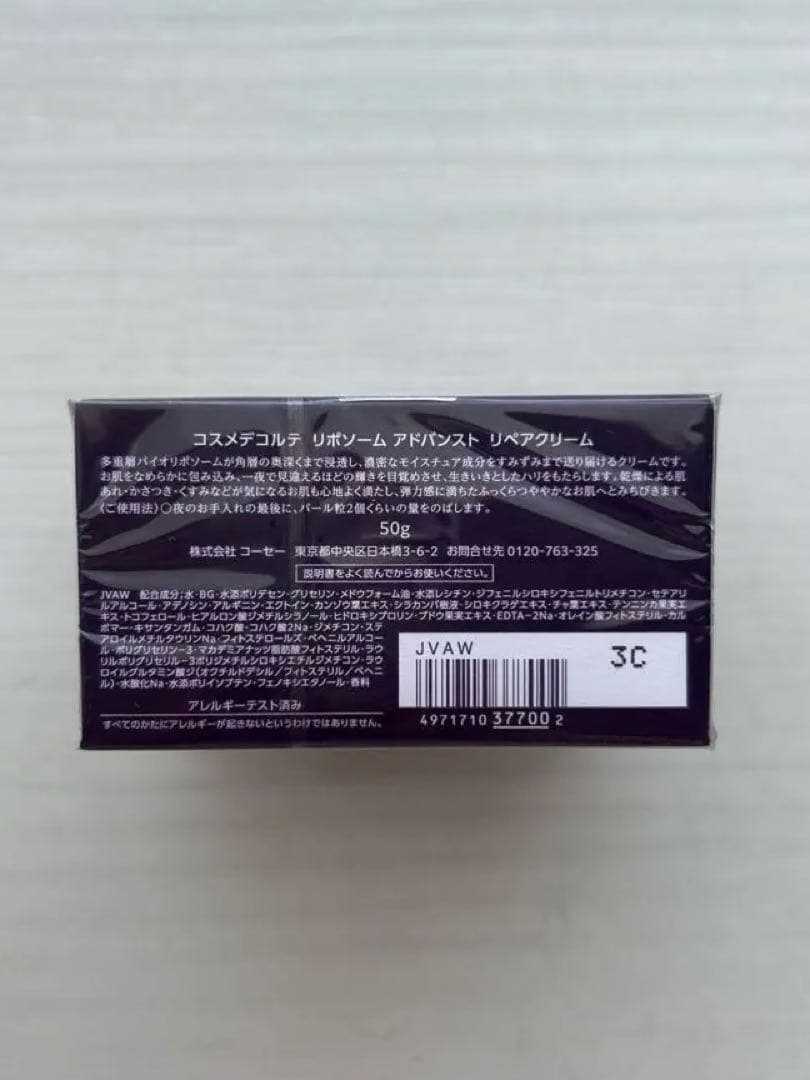 コスメデコルテ リポソーム アドバンスト リペアクリーム
多重層バイオリポソームが角層の奥深くまで浸透し、濃密なモイスチュア成分をすみずみまで送り届けるクリームです。
お肌をなめらかに包み込み、一夜で見違えるほどの輝きを目覚めさせ、生きいきとしたハリをもたらします。乾燥による肌
あれ・かさつき・くすみなどが気になるお肌も心地よく満たし、弾力感に満ちたふっくらつややかなお肌へとみちびきます。
〈ご使用法〉○夜のお手入れの最後に、パール粒2個くらいの量をのばします。
50g
株式会社 コーセー 東京都中央区日本橋3-6-2 お問合せ先 0120-763-325
説明書をよく読んでからお使いください。
JVAW 配合成分:水・BG・水添ポリデセン・グリセリン・メドウフォーム油・水添レシチン・ジフェニルシロキシフェニルトリメチコン・セテアリ
ルアルコール・アデノシン・アルギニン・エクトイン・カンゾウ葉エキス・シラカンバ樹液・シロキクラゲエキス・チャ葉エキス・テンニンカ果実エ
キス・トコフェロール・ヒアルロン酸ジメチルシラノール・ヒドロキシプロリン・ブドウ果実エキス・EDTA-2Na・オレイン酸フィトステリル・カル
ボマー・キサンタンガム・コハク酸・コハク酸2Na・ジメチコン・ステ
アロイルメチルタウリンNa・フィトステロールズ・ベヘニルアルコー
ル・ポリグリセリン-3・マカデミアナッツ脂肪酸フィトステリル・ラウ
リルポリグリセリル-3ポリジメチルシロキシエチルジメチコン・ラウ
ロイルグルタミン酸ジ(オクチルドデシル/フィトステリル/ベヘニ
ル)・水酸化Na・水添ポリイソブテン・フェノキシエタノール・香料
アレルギーテスト済み
すべてのかたにアレルギーが起きないというわけではありません。
JVAW
3C
4971710 37700 2